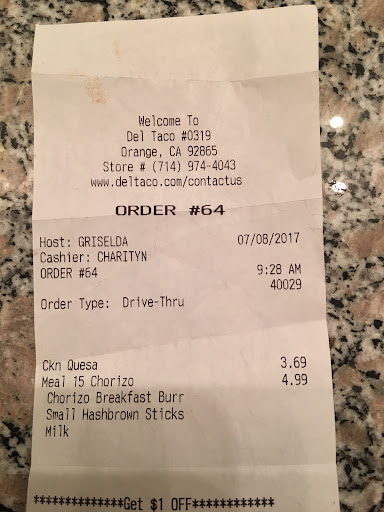 Welcome To
Del Taco #0319
Orange, CA 92865
Store # (714) 974-4043
www.deltaco.com/contactus
ORDER #64
Host: GRISELDA 07/08/2017
Cashier: CHARITYN
ORDER #64 9:28 AM
40029
Order Type: Drive-Thru
Ckn Quesa 3.69
Meal 15 Chorizo 4.99
Chorizo Breakfast Burr
Small Hashbrown Sticks
Milk
**************Get $1 OFF*************